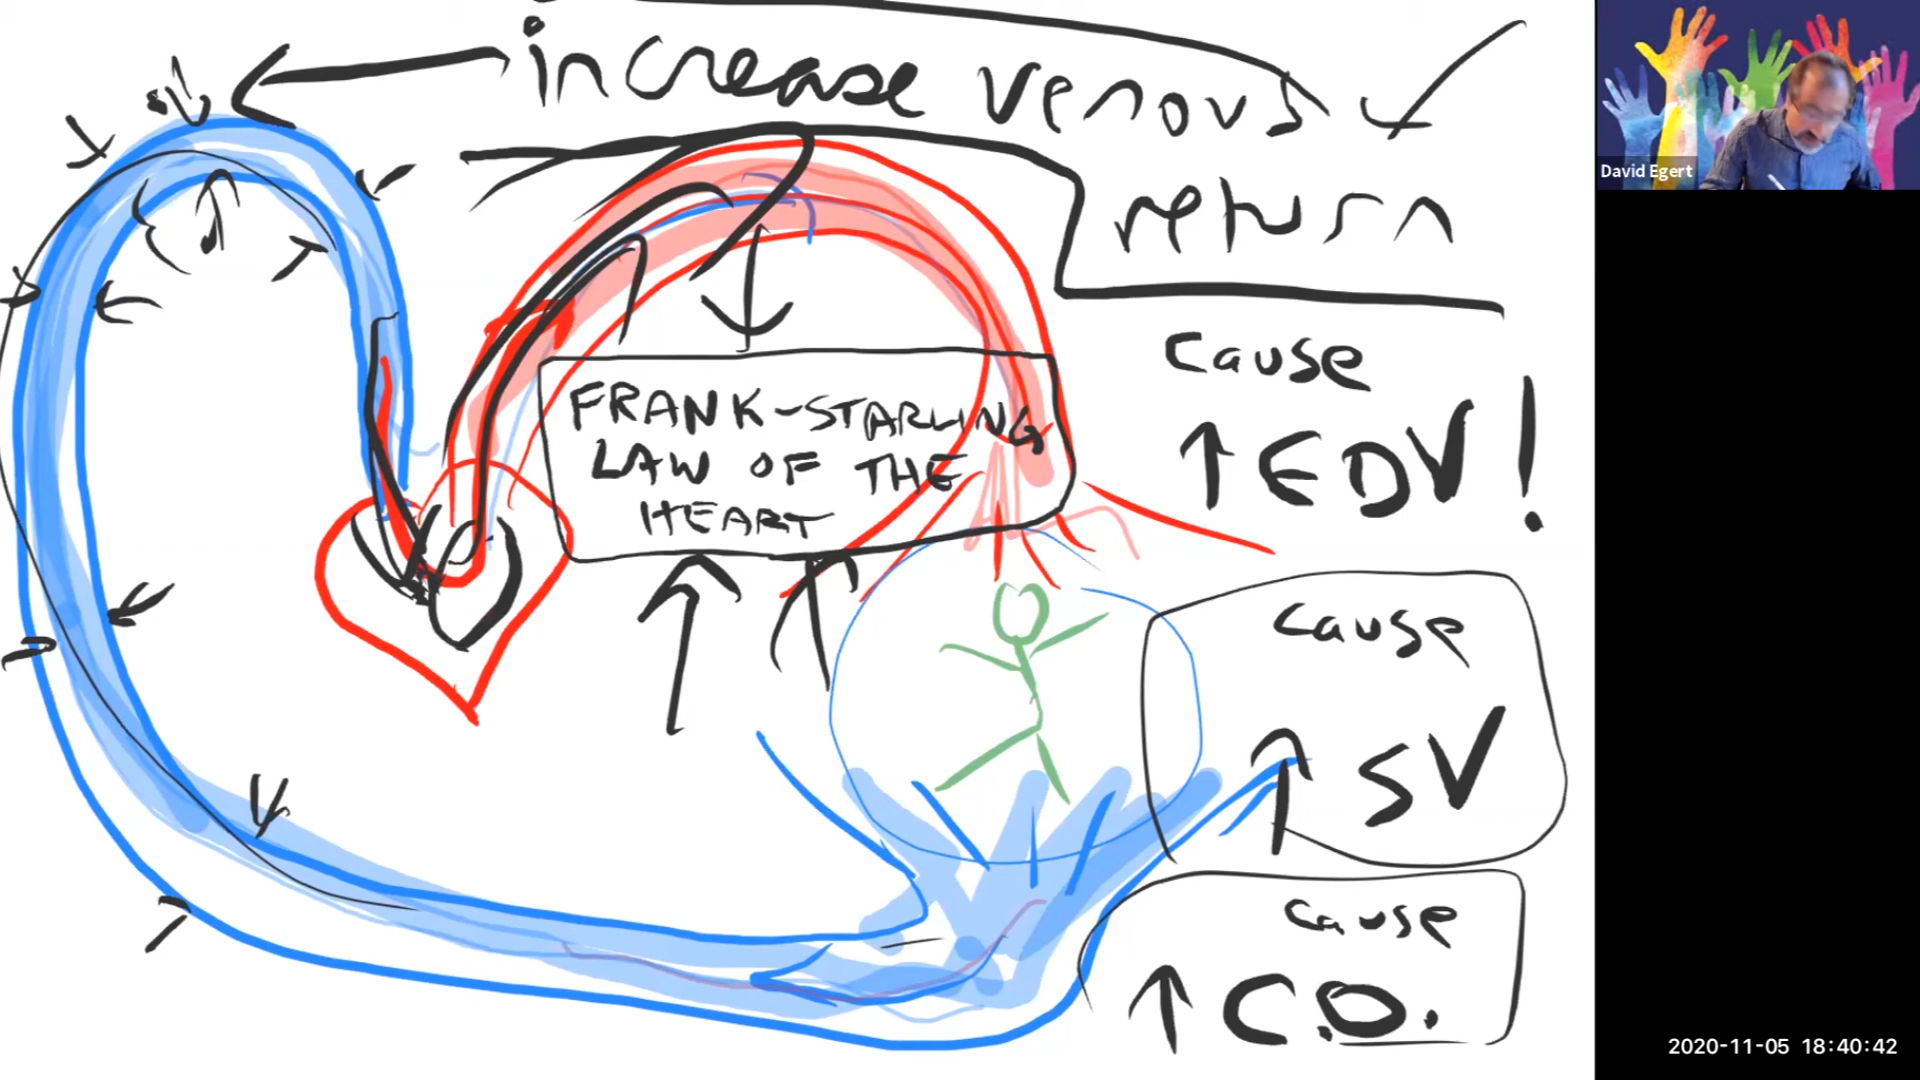 increase venous
return
cause
↑ EDV!
FRANK-STARLING
LAW OF THE
HEART
cause
↑ SV
cause
↑ C.O.
David Egert
2020-11-05 18:40:42